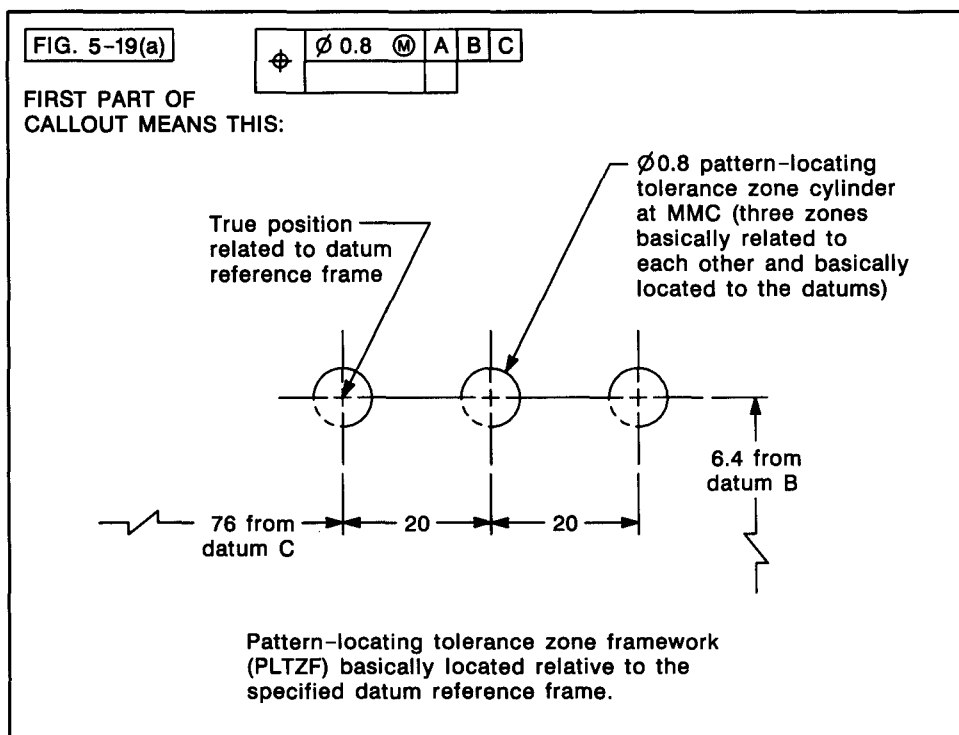 FIG. 5-19(a)
⌖ Ø 0.8 Ⓜ A B C
FIRST PART OF
CALLOUT MEANS THIS:
Ø0.8 pattern-locating
tolerance zone cylinder
at MMC (three zones
basically related to
each other and basically
located to the datums)
True position
related to datum
reference frame
6.4 from
datum B
76 from
datum C
20
20
Pattern-locating tolerance zone framework
(PLTZF) basically located relative to the
specified datum reference frame.